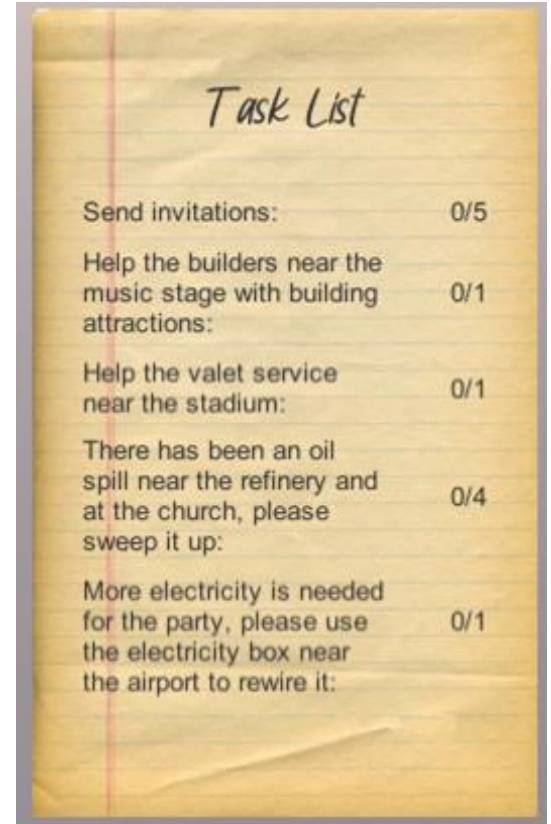 Task List
Send invitations: 0/5
Help the builders near the
music stage with building 0/1
attractions:
Help the valet service
near the stadium: 0/1
There has been an oil
spill near the refinery and
at the church, please 0/4
sweep it up:
More electricity is needed
for the party, please use 0/1
the electricity box near
the airport to rewire it: